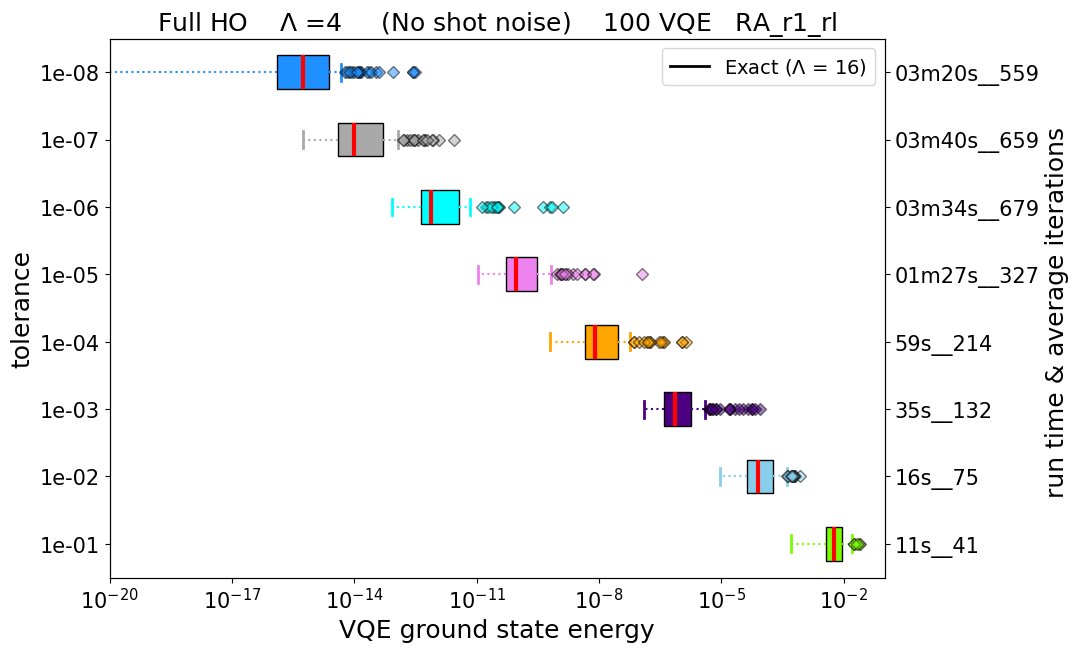 Full HO Λ =4 (No shot noise) 100 VQE RA_r1_rl
Exact (Λ = 16)
tolerance
1e-08
1e-07
1e-06
1e-05
1e-04
1e-03
1e-02
1e-01
03m20s__559
03m40s__659
03m34s__679
01m27s__327
59s__214
35s__132
16s__75
11s__41
run time & average iterations
10⁻²⁰ 10⁻¹⁷ 10⁻¹⁴ 10⁻¹¹ 10⁻⁸ 10⁻⁵ 10⁻²
VQE ground state energy